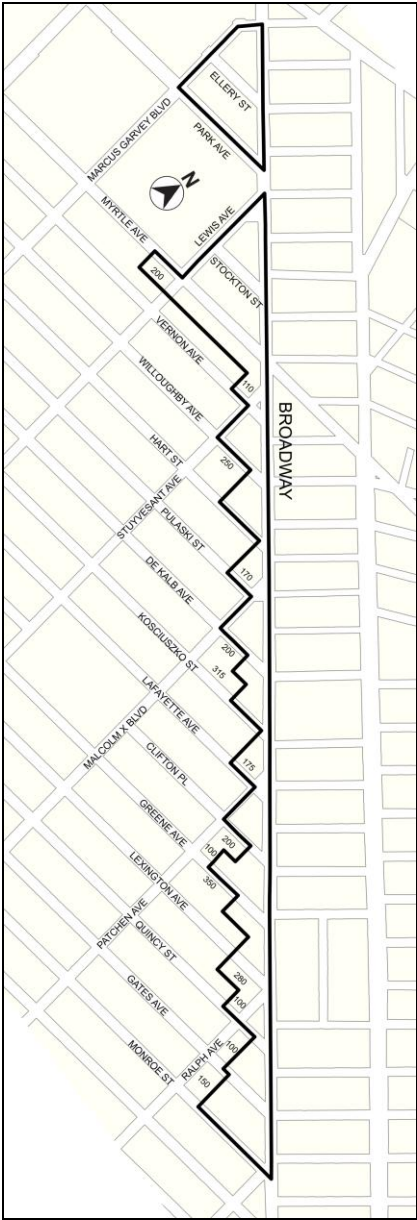 ELLERY ST
MARCUS GARVEY BLVD
PARK AVE
N
MYRTLE AVE
LEWIS AVE
200
STOCKTON ST
VERNON AVE
110
WILLOUGHBY AVE
BROADWAY
HART ST
250
STUYVESANT AVE
PULASKI ST
170
DE KALB AVE
KOSCIUSZKO ST
200
315
LAFAYETTE AVE
MALCOLM X BLVD
175
CLIFTON PL
GREENE AVE
200
100
LEXINGTON AVE
350
PATCHEN AVE
QUINCY ST
280
GATES AVE
100
MONROE ST
RALPH AVE
100
150